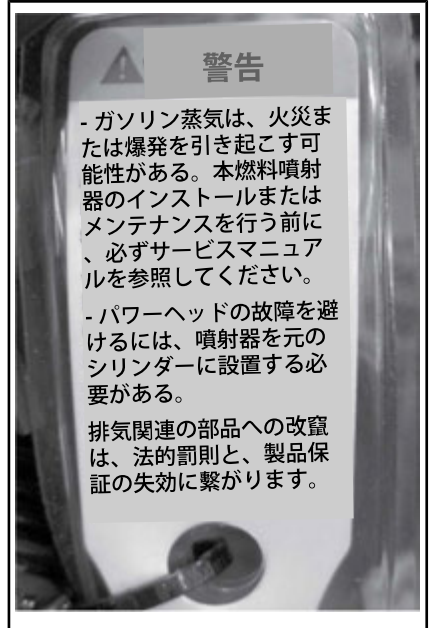 警告
- ガソリン蒸気は、火災ま
たは爆発を引き起こす可
能性がある。本燃料噴射
器のインストールまたは
メンテナンスを行う前に
、必ずサービスマニュア
ルを参照してください。
- パワーヘッドの故障を避
けるには、噴射器を元の
シリンダーに設置する必
要がある。
排気関連の部品への改竄
は、法的罰則と、製品保
証の失効に繋がります。